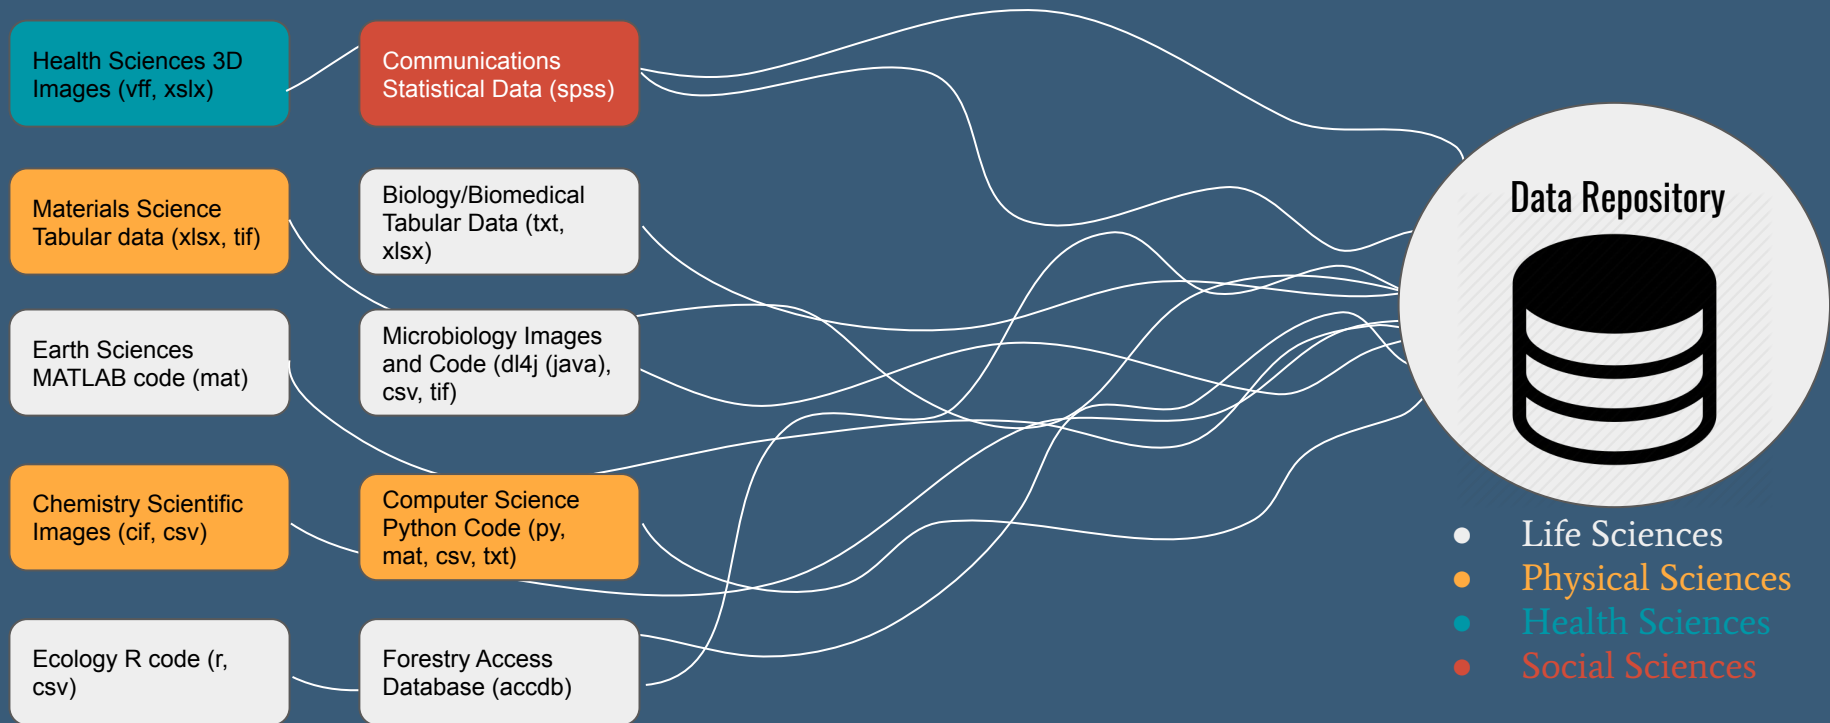 Health Sciences 3D
Images (vff, xslx)
Communications
Statistical Data (spss)
Materials Science
Tabular data (xlsx, tif)
Biology/Biomedical
Tabular Data (txt,
xlsx)
Earth Sciences
MATLAB code (mat)
Microbiology Images
and Code (dl4j (java),
csv, tif)
Chemistry Scientific
Images (cif, csv)
Computer Science
Python Code (py,
mat, csv, txt)
Ecology R code (r,
csv)
Forestry Access
Database (accdb)
Data Repository
Life Sciences
Physical Sciences
Health Sciences
Social Sciences